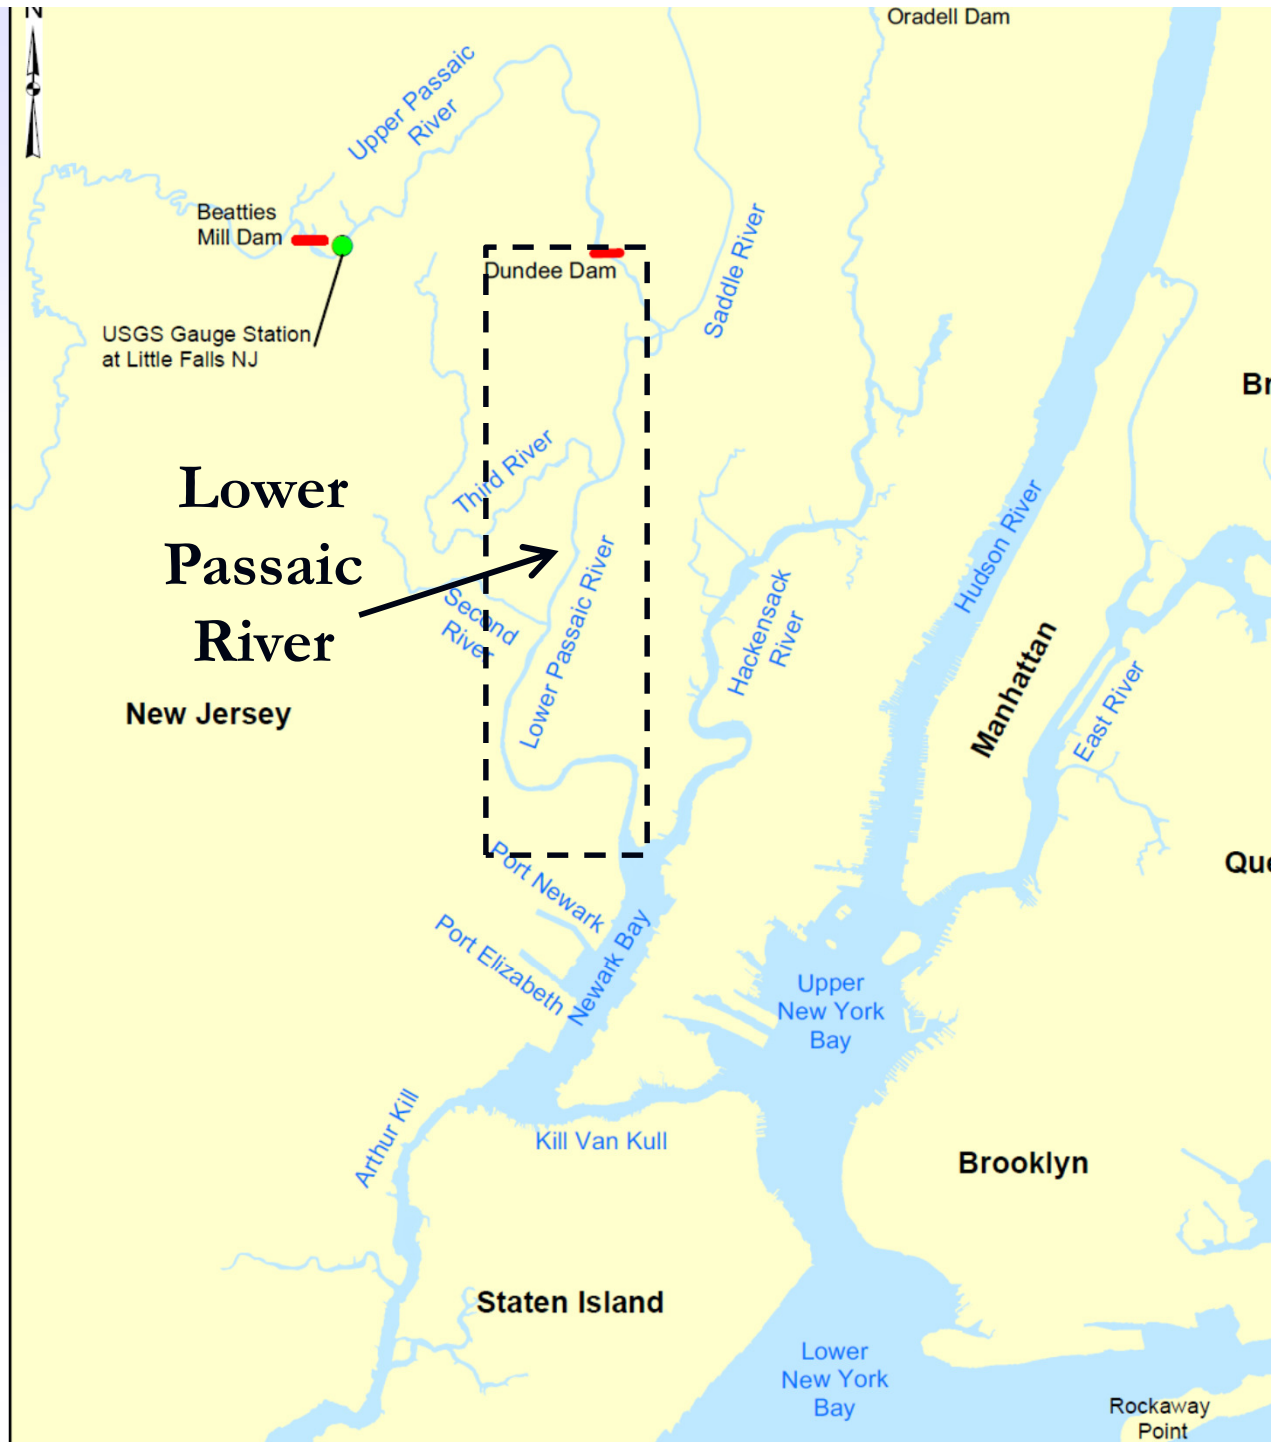 N
Oradell Dam
Upper Passaic
River
Beatties
Mill Dam
Dundee Dam
Saddle River
USGS Gauge Station
at Little Falls NJ
Third River
Lower
Passaic
River
Second
River
Lower Passaic River
Hackensack
River
Hudson River
Manhattan
East River
New Jersey
Port Newark
Port Elizabeth
Newark Bay
Upper
New York
Bay
Arthur Kill
Kill Van Kull
Brooklyn
Staten Island
Lower
New York
Bay
Rockaway
Point